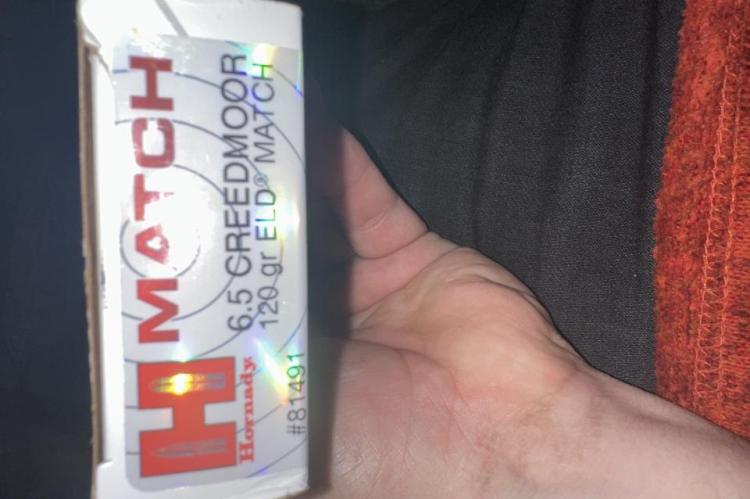 H MATCH
Hornady
6.5 CREEDMOOR
120 gr ELD® MATCH
#81491